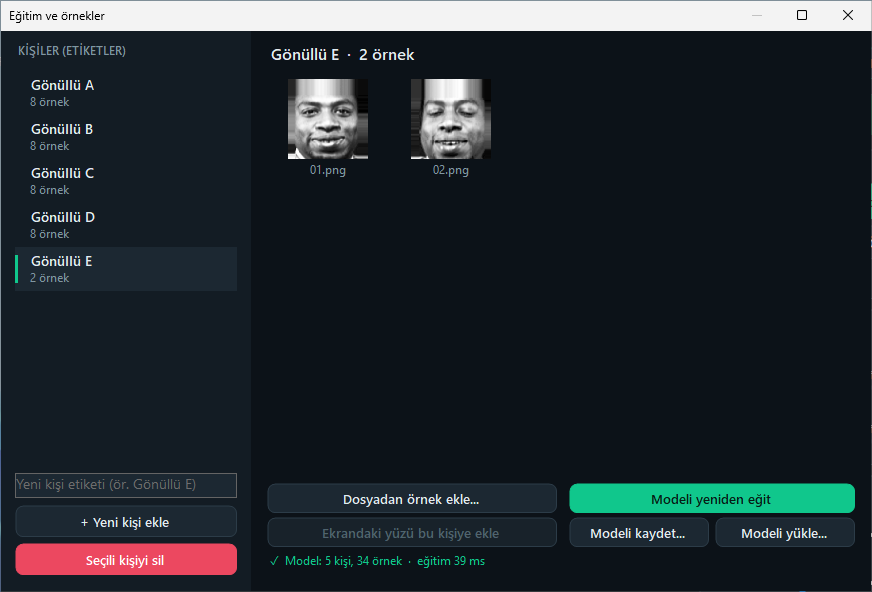 Eğitim ve örnekler
KİŞİLER (ETİKETLER)
Gönüllü A
8 örnek
Gönüllü B
8 örnek
Gönüllü C
8 örnek
Gönüllü D
8 örnek
Gönüllü E
2 örnek
Yeni kişi etiketi (ör. Gönüllü E)
+ Yeni kişi ekle
Seçili kişiyi sil
Gönüllü E · 2 örnek
01.png
02.png
Dosyadan örnek ekle...
Modeli yeniden eğit
Ekrandaki yüzü bu kişiye ekle
Modeli kaydet...
Modeli yükle...
✓ Model: 5 kişi, 34 örnek · eğitim 39 ms